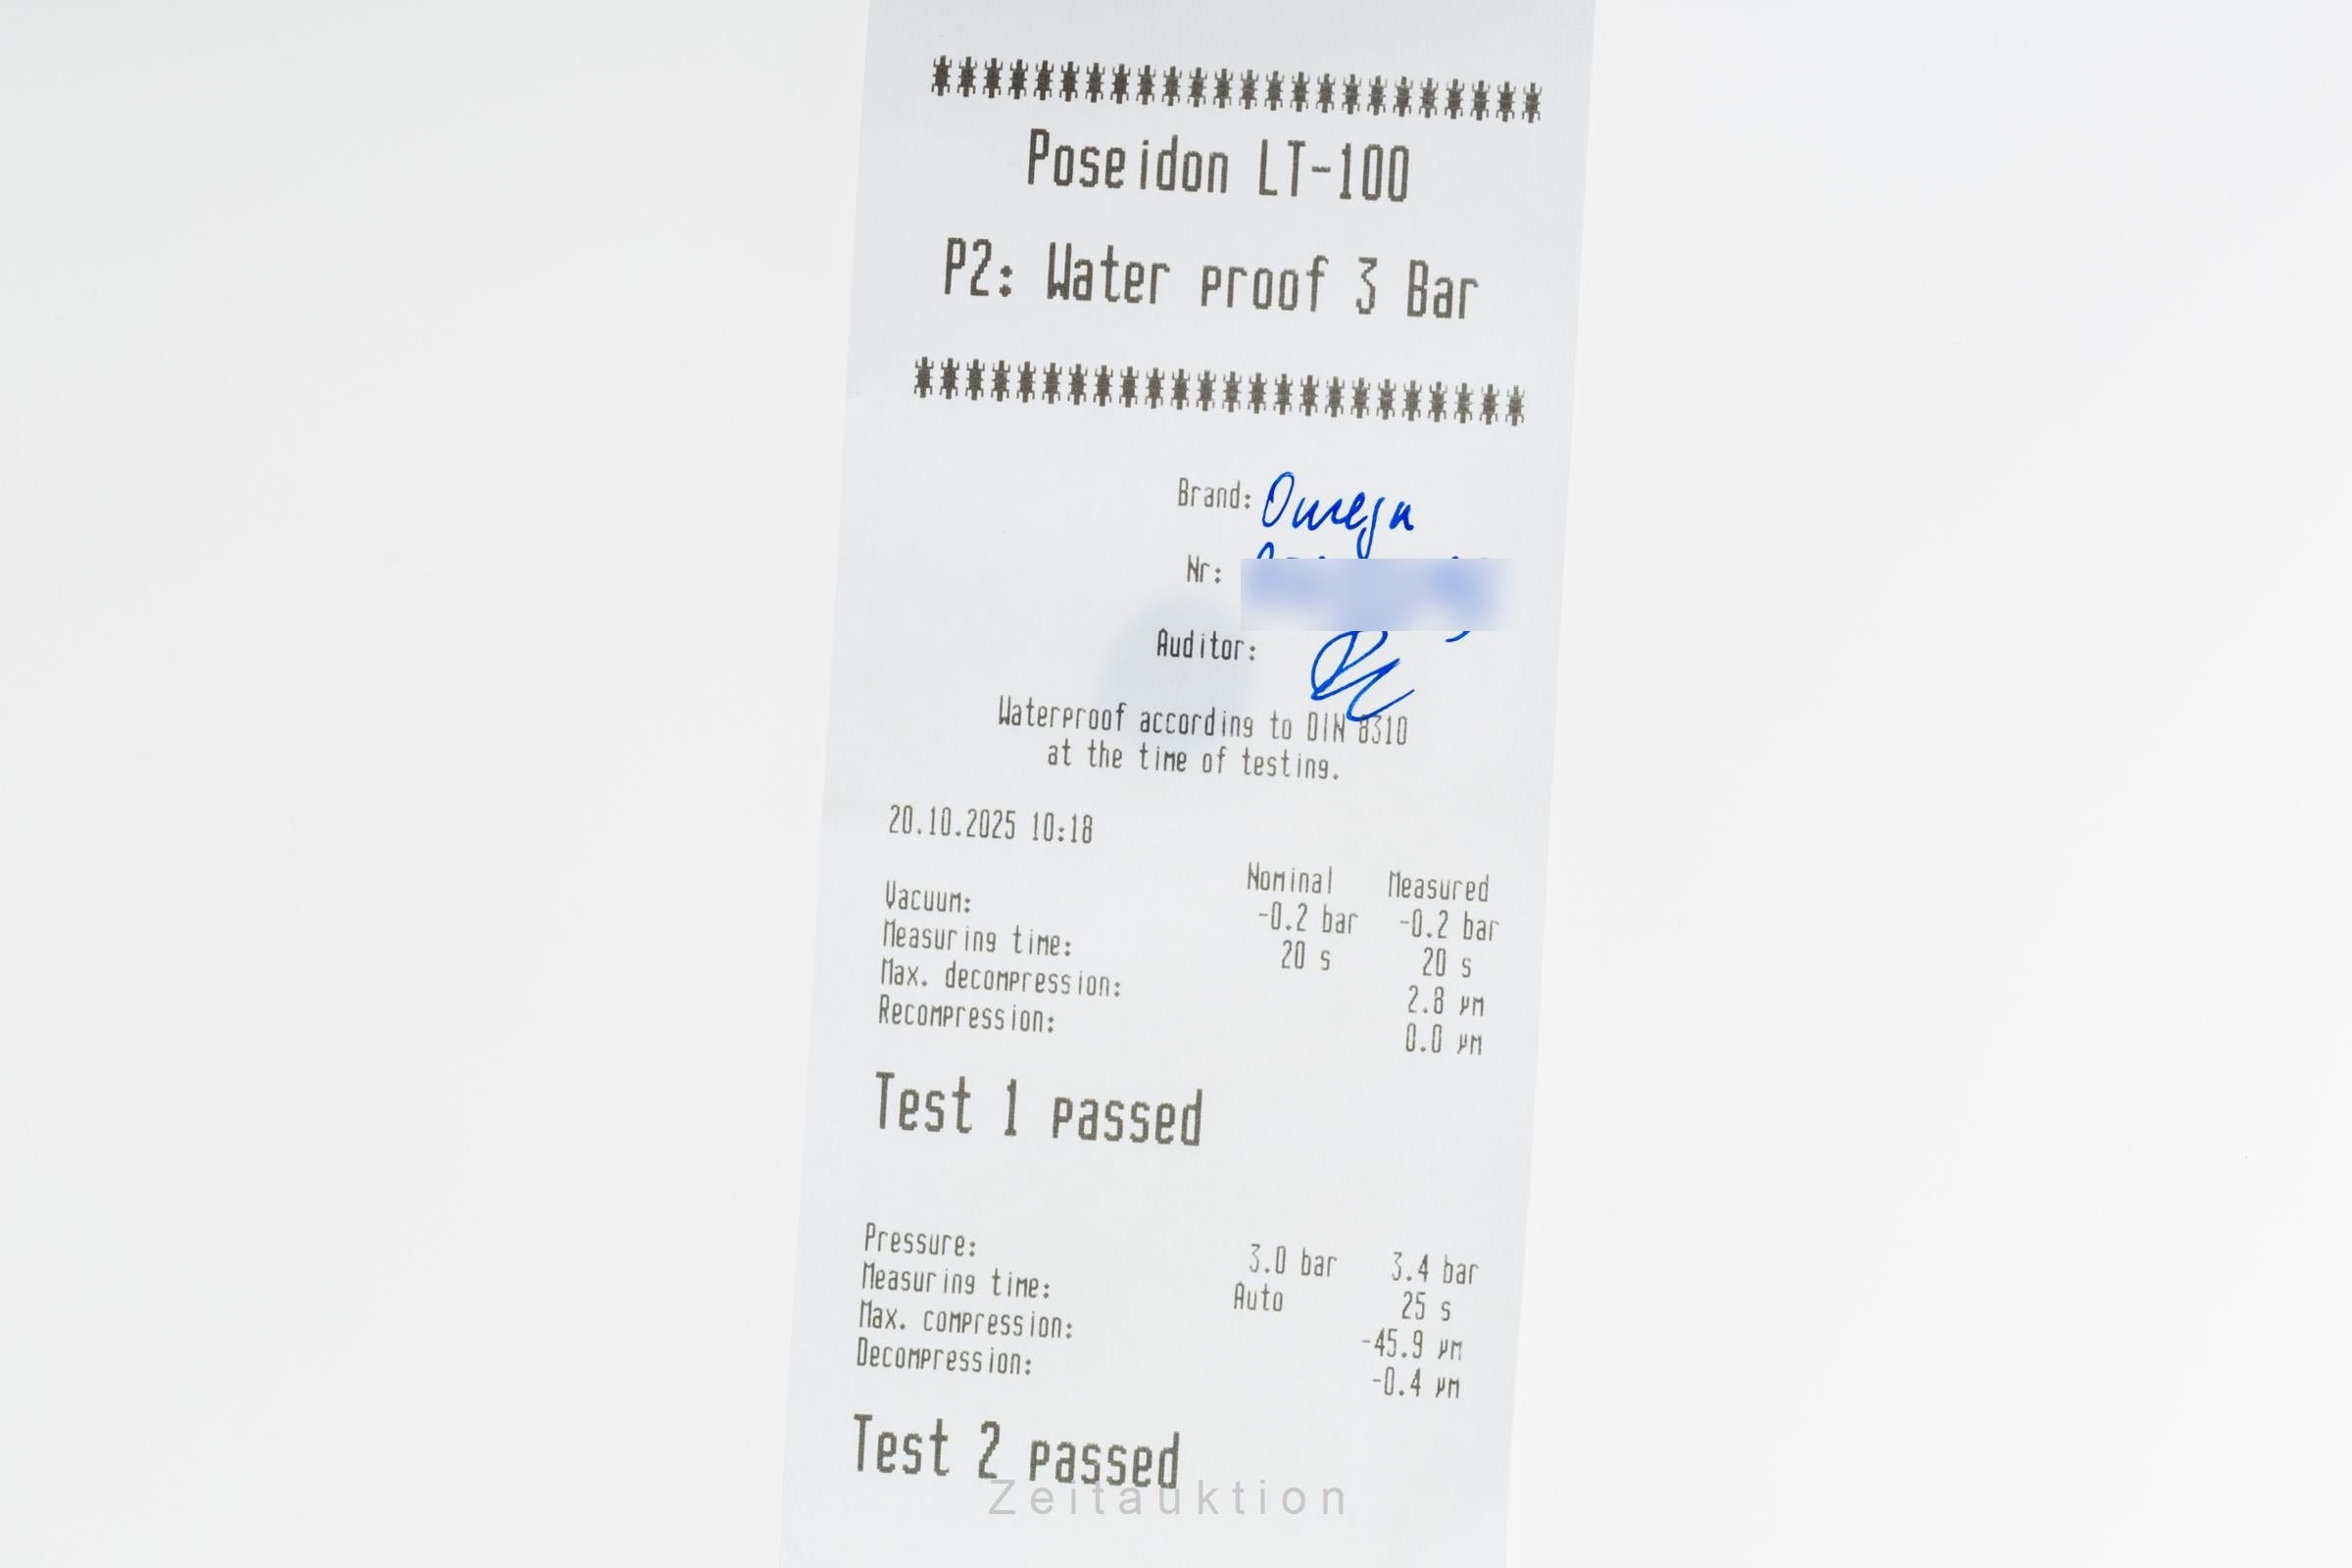 Poseidon LT-100
P2: Water proof 3 Bar
Brand: Omega
Nr:
Auditor:
Waterproof according to DIN 8310
at the time of testing.
20.10.2025 10:18
Nominal Measured
Vacuum: -0.2 bar -0.2 bar
Measuring time: 20 s 20 s
Max. decompression: 2.8 µm
Recompression: 0.0 µm
Test 1 passed
Pressure: 3.0 bar 3.4 bar
Measuring time: Auto 25 s
Max. compression: -45.9 µm
Decompression: -0.4 µm
Test 2 passed
Zeitauktion